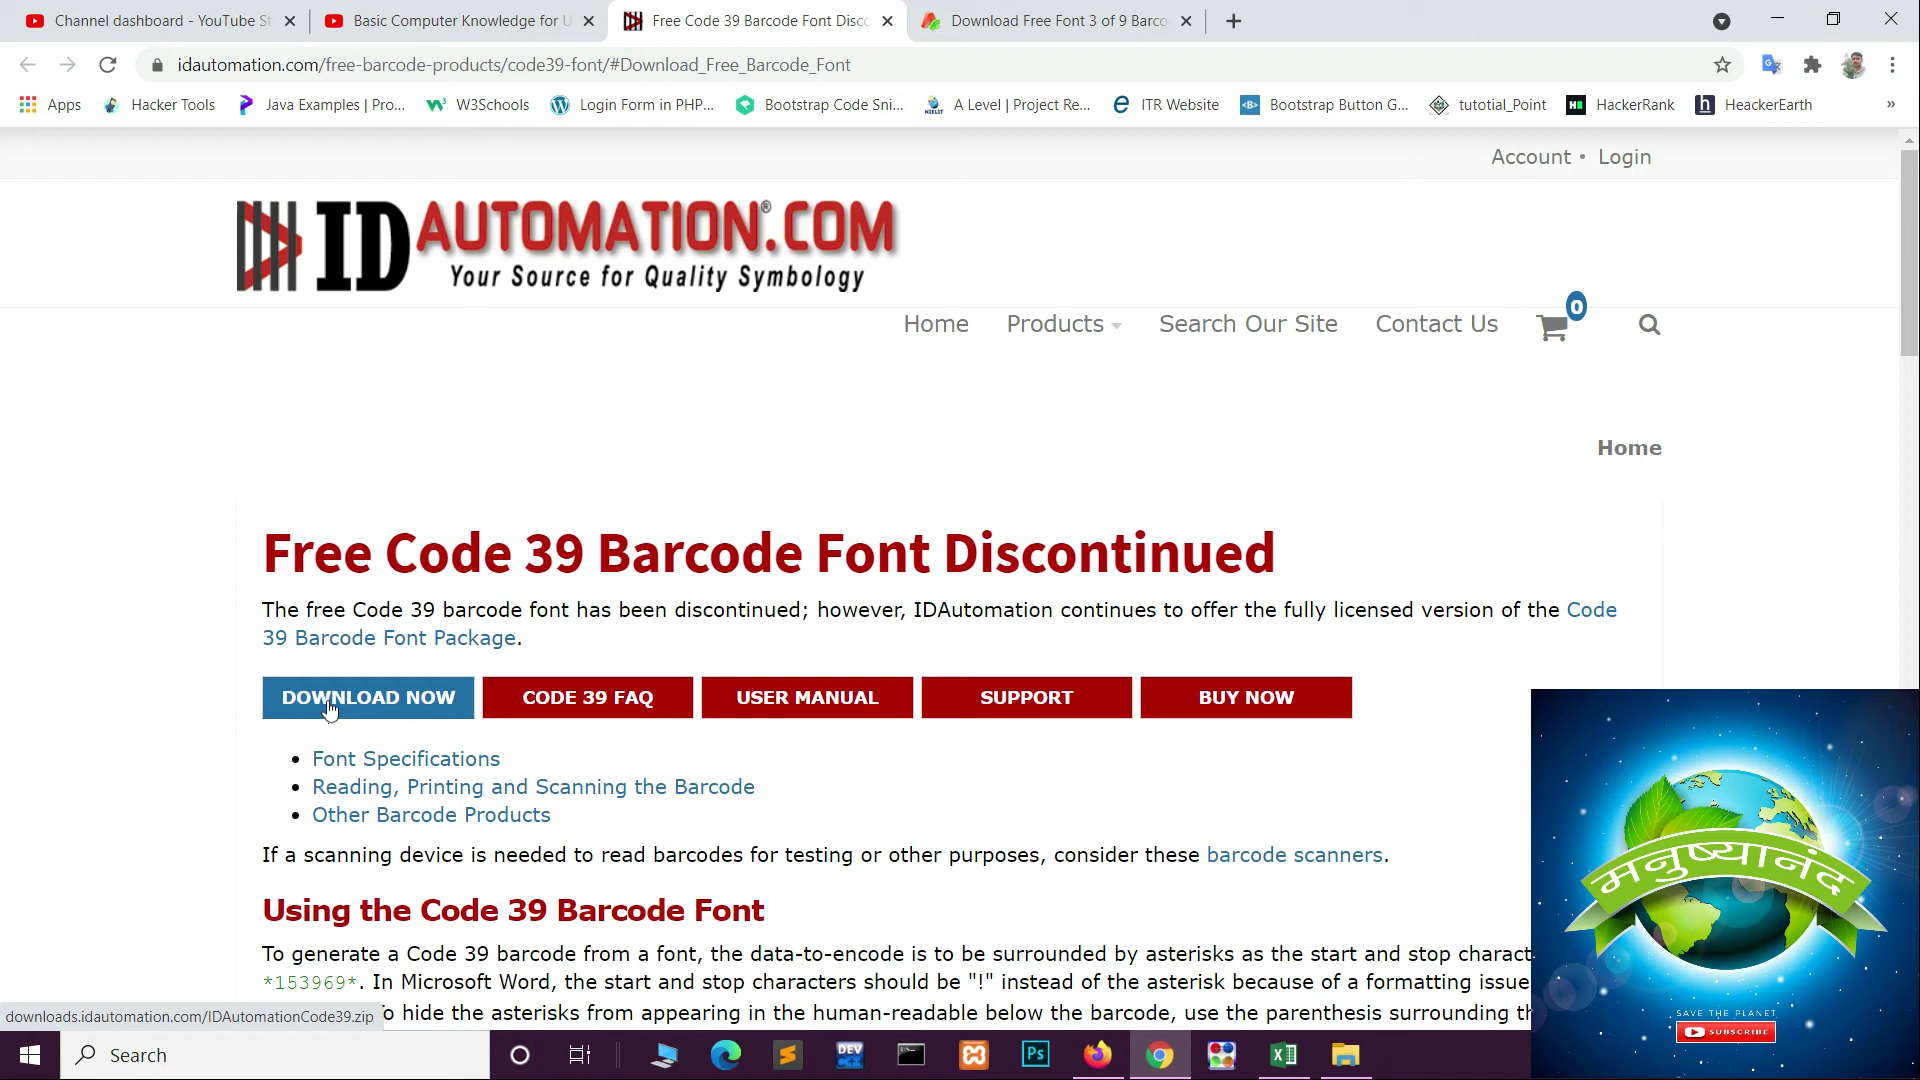 Channel dashboard - YouTube St
Basic Computer Knowledge for U
Free Code 39 Barcode Font Disco
Download Free Font 3 of 9 Barco
idautomation.com/free-barcode-products/code39-font/#Download_Free_Barcode_Font
Apps
Hacker Tools
Java Examples | Pro...
W3Schools
Login Form in PHP...
Bootstrap Code Sni...
A Level | Project Re...
ITR Website
Bootstrap Button G...
tutotial_Point
HackerRank
HeackerEarth
Account • Login
IDAUTOMATION®.COM
Your Source for Quality Symbology
Home Products Search Our Site Contact Us 0
Home
Free Code 39 Barcode Font Discontinued
The free Code 39 barcode font has been discontinued; however, IDAutomation continues to offer the fully licensed version of the Code
39 Barcode Font Package.
DOWNLOAD NOW CODE 39 FAQ USER MANUAL SUPPORT BUY NOW
• Font Specifications
• Reading, Printing and Scanning the Barcode
• Other Barcode Products
If a scanning device is needed to read barcodes for testing or other purposes, consider these barcode scanners.
Using the Code 39 Barcode Font
To generate a Code 39 barcode from a font, the data-to-encode is to be surrounded by asterisks as the start and stop charact
*153969*. In Microsoft Word, the start and stop characters should be "!" instead of the asterisk because of a formatting issue
o hide the asterisks from appearing in the human-readable below the barcode, use the parenthesis surrounding th
downloads.idautomation.com/IDAutomationCode39.zip
मनुष्यानंद
SAVE THE PLANET
SUBSCRIBE
Search
DEV
Ps